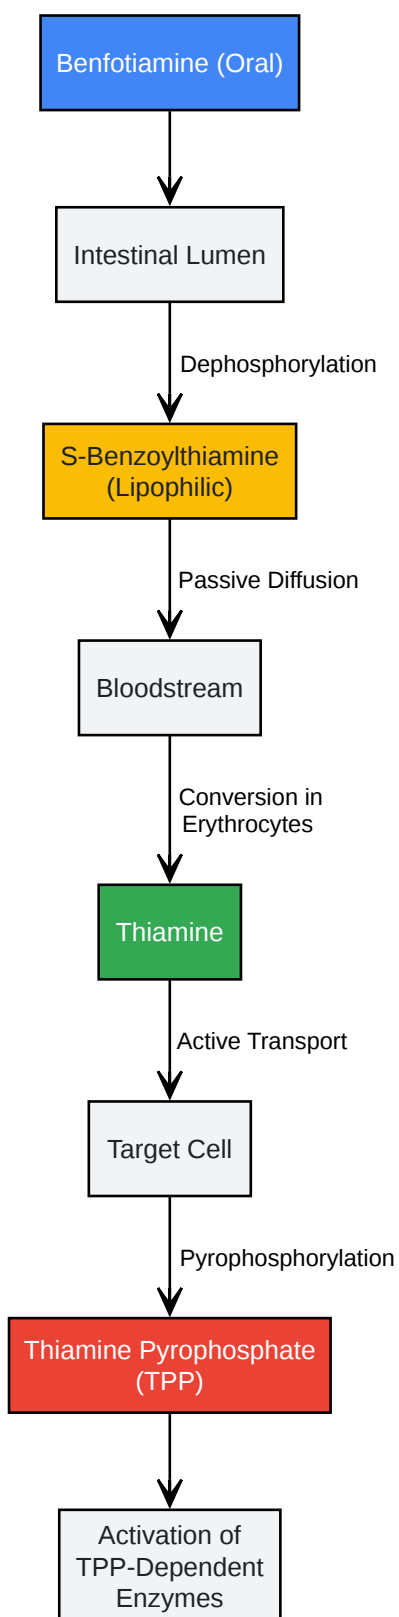 Benfotiamine (Oral)
Intestinal Lumen
Dephosphorylation
S-Benzoylthiamine
(Lipophilic)
Passive Diffusion
Bloodstream
Conversion in
Erythrocytes
Thiamine
Active Transport
Target Cell
Pyrophosphorylation
Thiamine Pyrophosphate
(TPP)
Activation of
TPP-Dependent
Enzymes